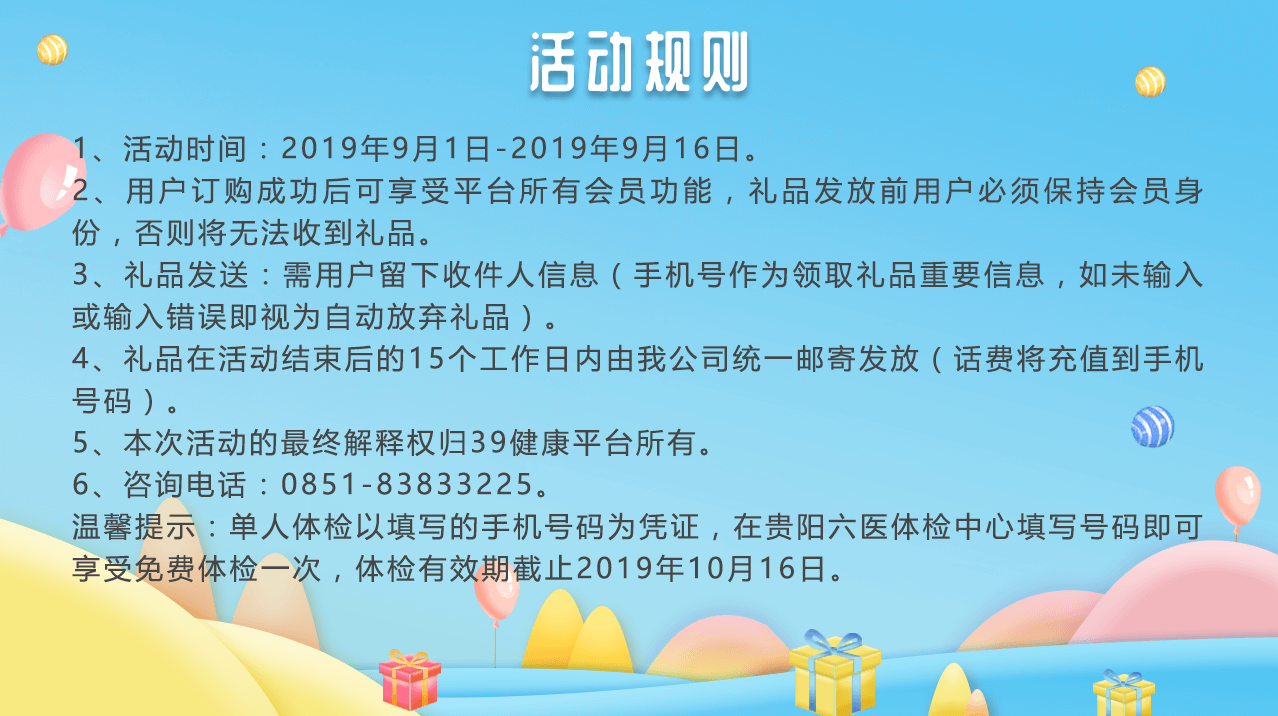 活动规则
1、活动时间：2019年9月1日-2019年9月16日。
2、用户订购成功后可享受平台所有会员功能，礼品发放前用户必须保持会员身
份，否则将无法收到礼品。
3、礼品发送：需用户留下收件人信息（手机号作为领取礼品重要信息，如未输入
或输入错误即视为自动放弃礼品）。
4、礼品在活动结束后的15个工作日内由我公司统一邮寄发放（话费将充值到手机
号码）。
5、本次活动的最终解释权归39健康平台所有。
6、咨询电话：0851-83833225。
温馨提示：单人体检以填写的手机号码为凭证，在贵阳六医体检中心填写号码即可
享受免费体检一次，体检有效期截止2019年10月16日。